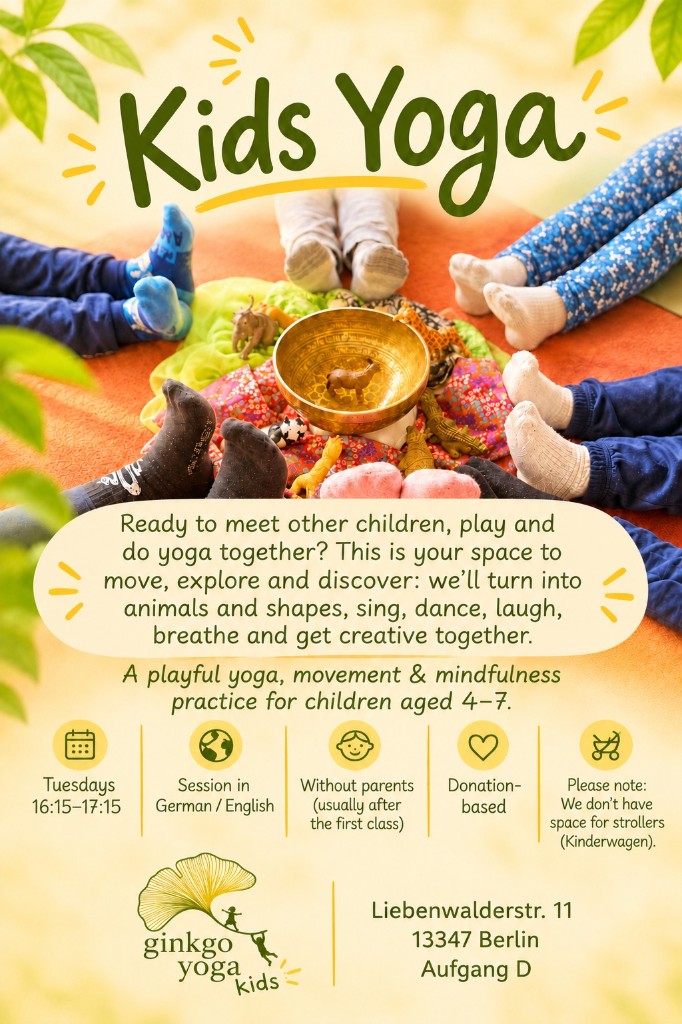 Kids Yoga
Ready to meet other children, play and
do yoga together? This is your space to
move, explore and discover: we'll turn into
animals and shapes, sing, dance, laugh,
breathe and get creative together.
A playful yoga, movement & mindfulness
practice for children aged 4–7.
Tuesdays
16:15–17:15
Session in
German / English
Without parents
(usually after
the first class)
Donation-
based
Please note:
We don't have
space for strollers
(Kinderwagen).
ginkgo
yoga
kids
Liebenwalderstr. 11
13347 Berlin
Aufgang D